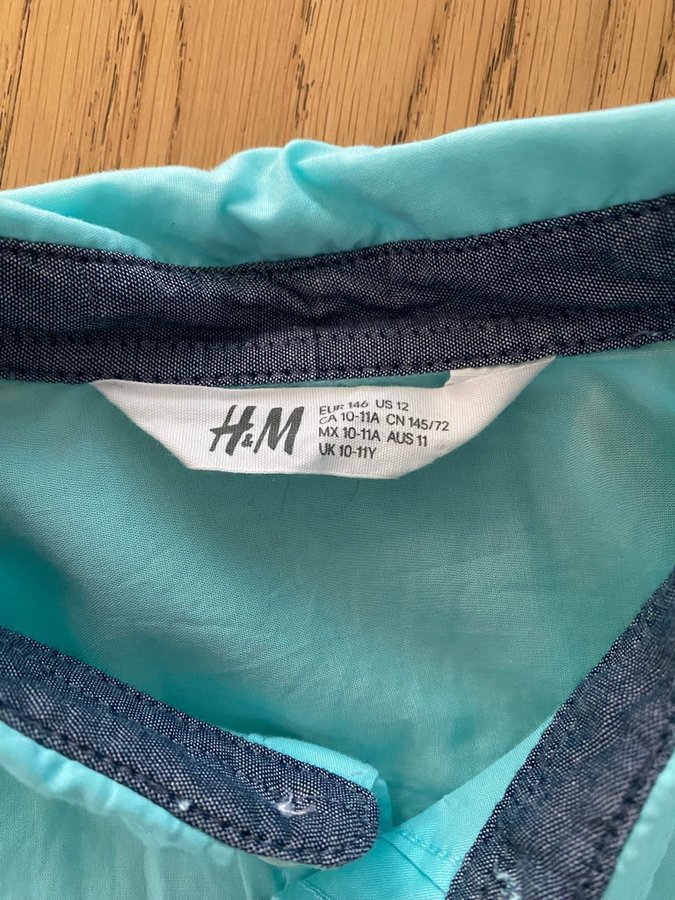 H&M
EUR 146 US 12
CA 10-11A CN 145/72
MX 10-11A AUS 11
UK 10-11Y